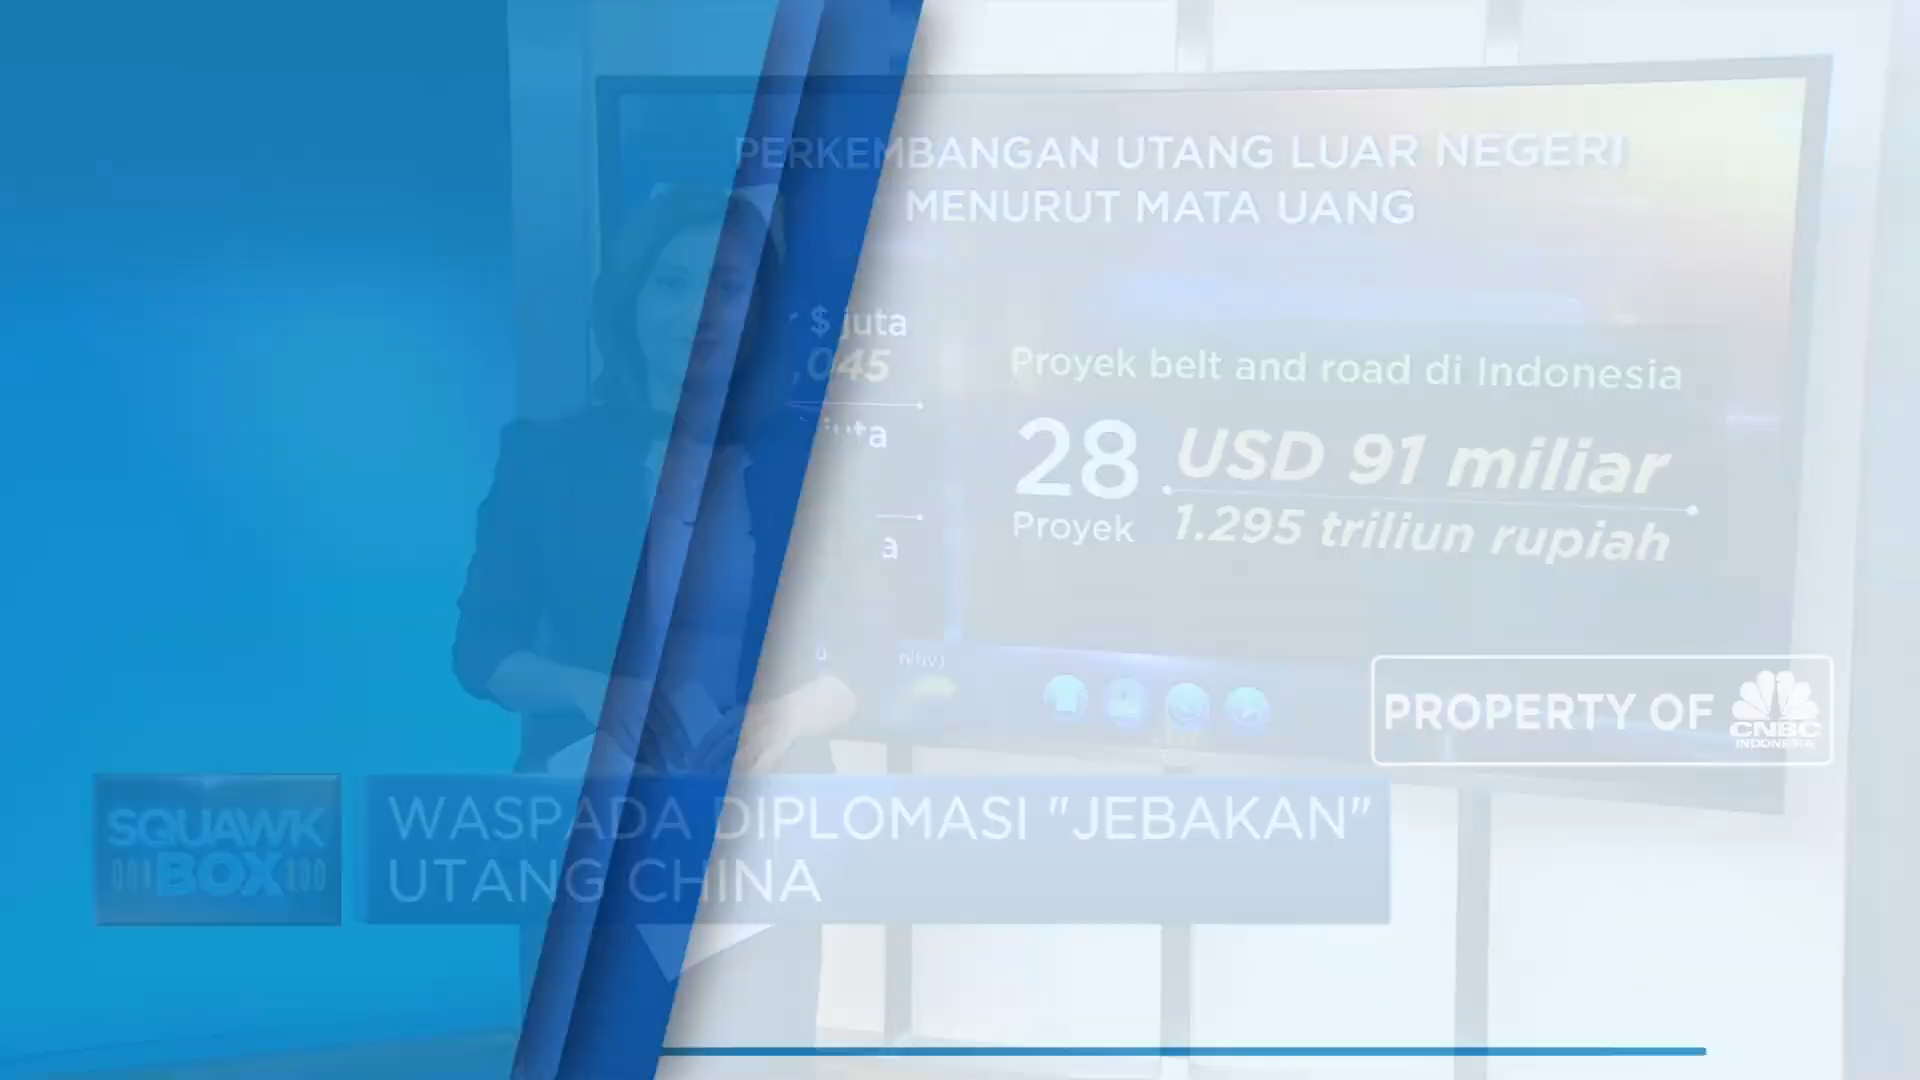 PERKEMBANGAN UTANG LUAR NEGERI
MENURUT MATA UANG
$ juta
,045
Proyek belt and road di Indonesia
28
Proyek
USD 91 miliar
1.295 triliun rupiah
PROPERTY OF
CNBC
INDONESIA
SQUAWK
BOX
WASPADA DIPLOMASI "JEBAKAN"
UTANG CHINA